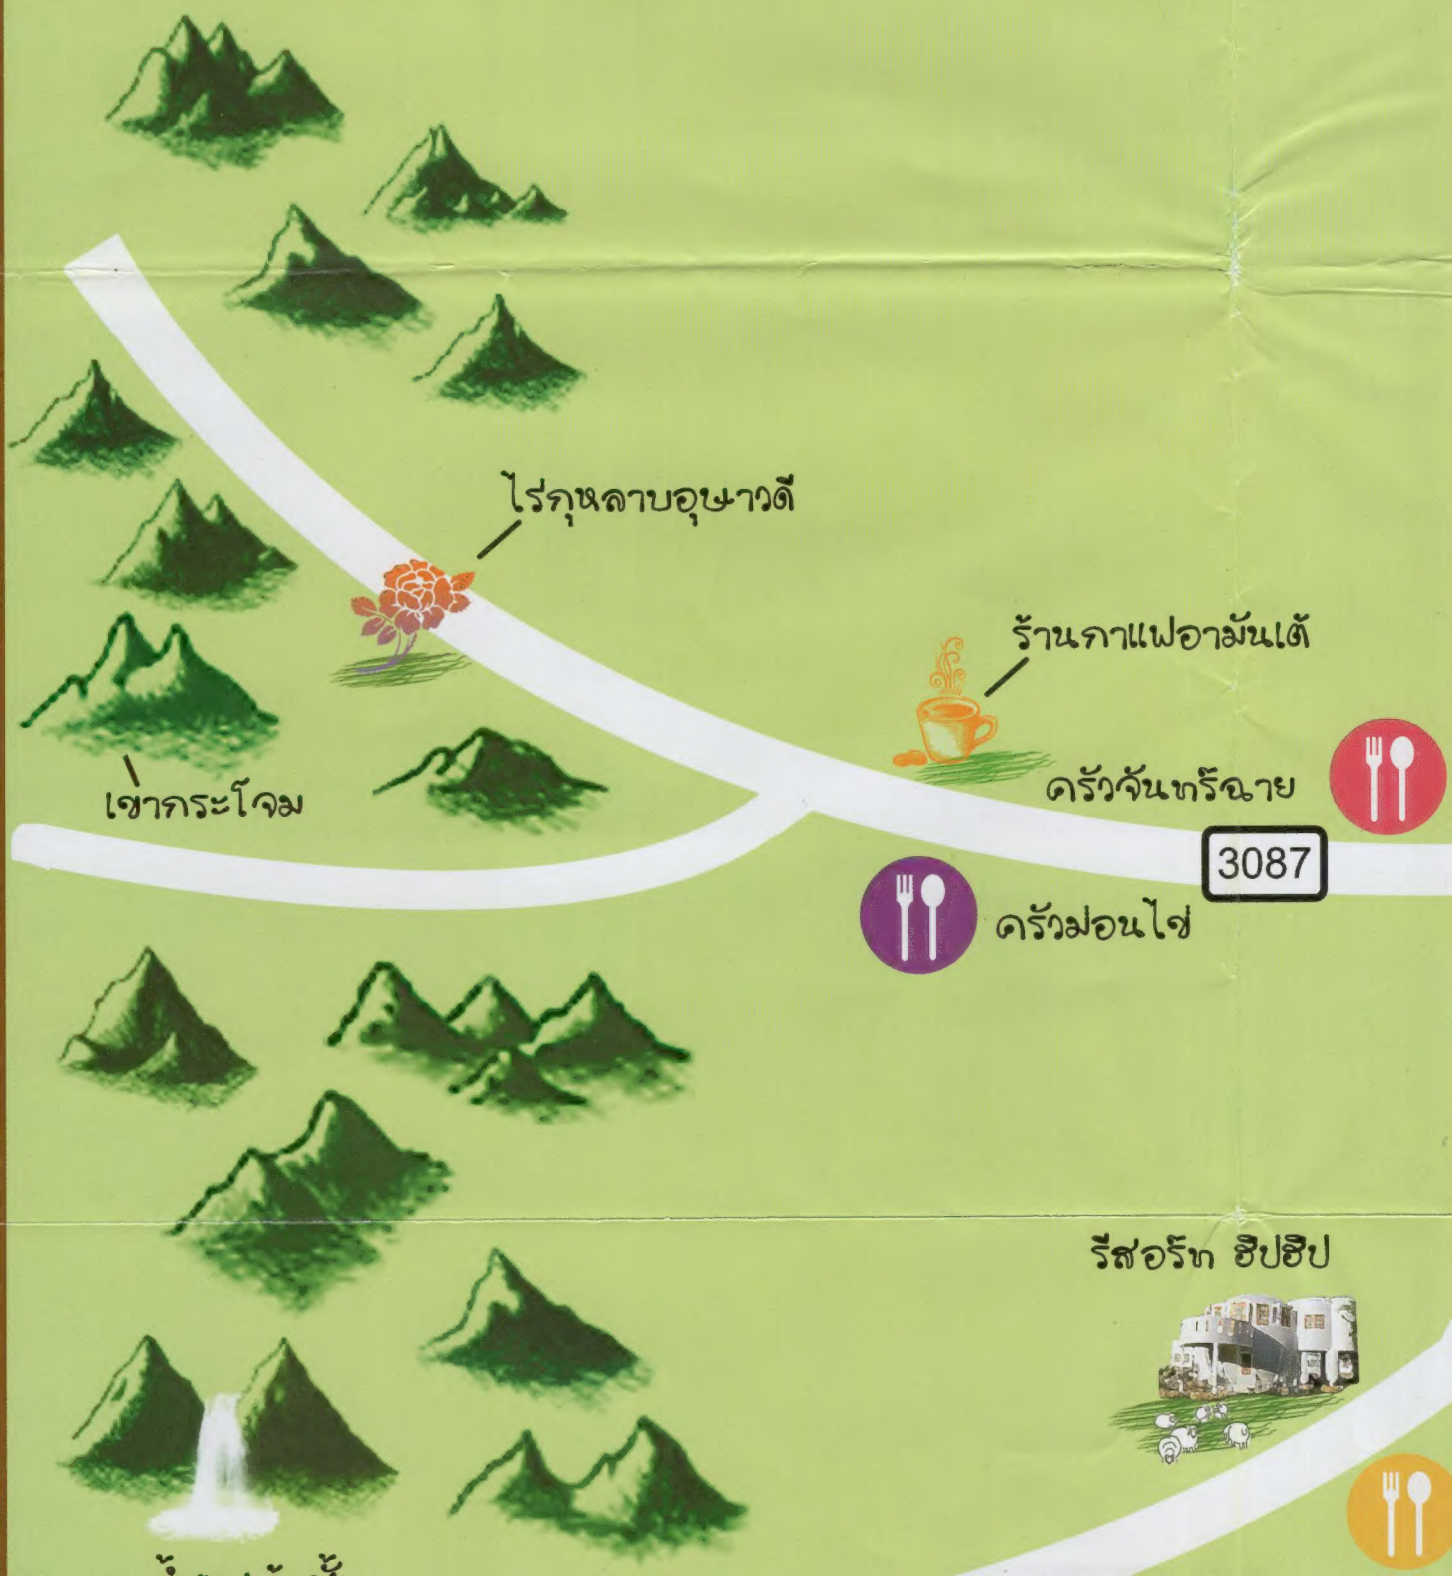 ไร่กุหลาบอุษาวดี
ร้านกาแฟอามันเต้
ครัวจันทร์ฉาย
เขากระโจม
3087
ครัวม่อนไข่
รีสอร์ท ฮิปฮิป